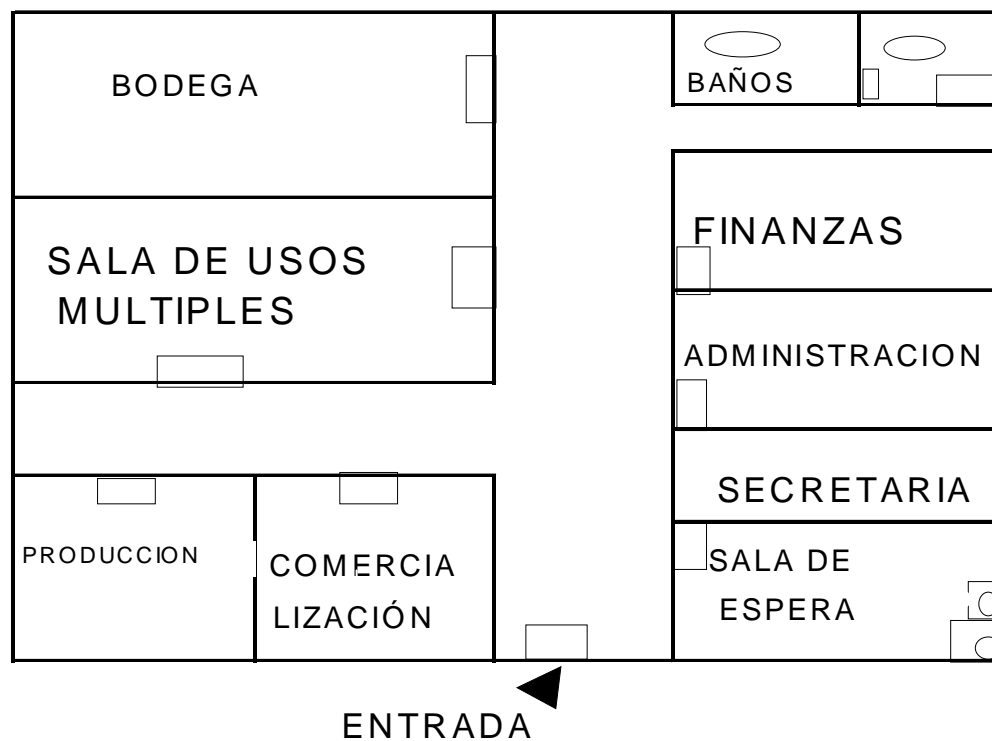 BODEGA
BAÑOS
SALA DE USOS
MULTIPLES
FINANZAS
ADMINISTRACION
SECRETARIA
PRODUCCION
COMERCIA
LIZACIÓN
SALA DE
ESPERA
ENTRADA